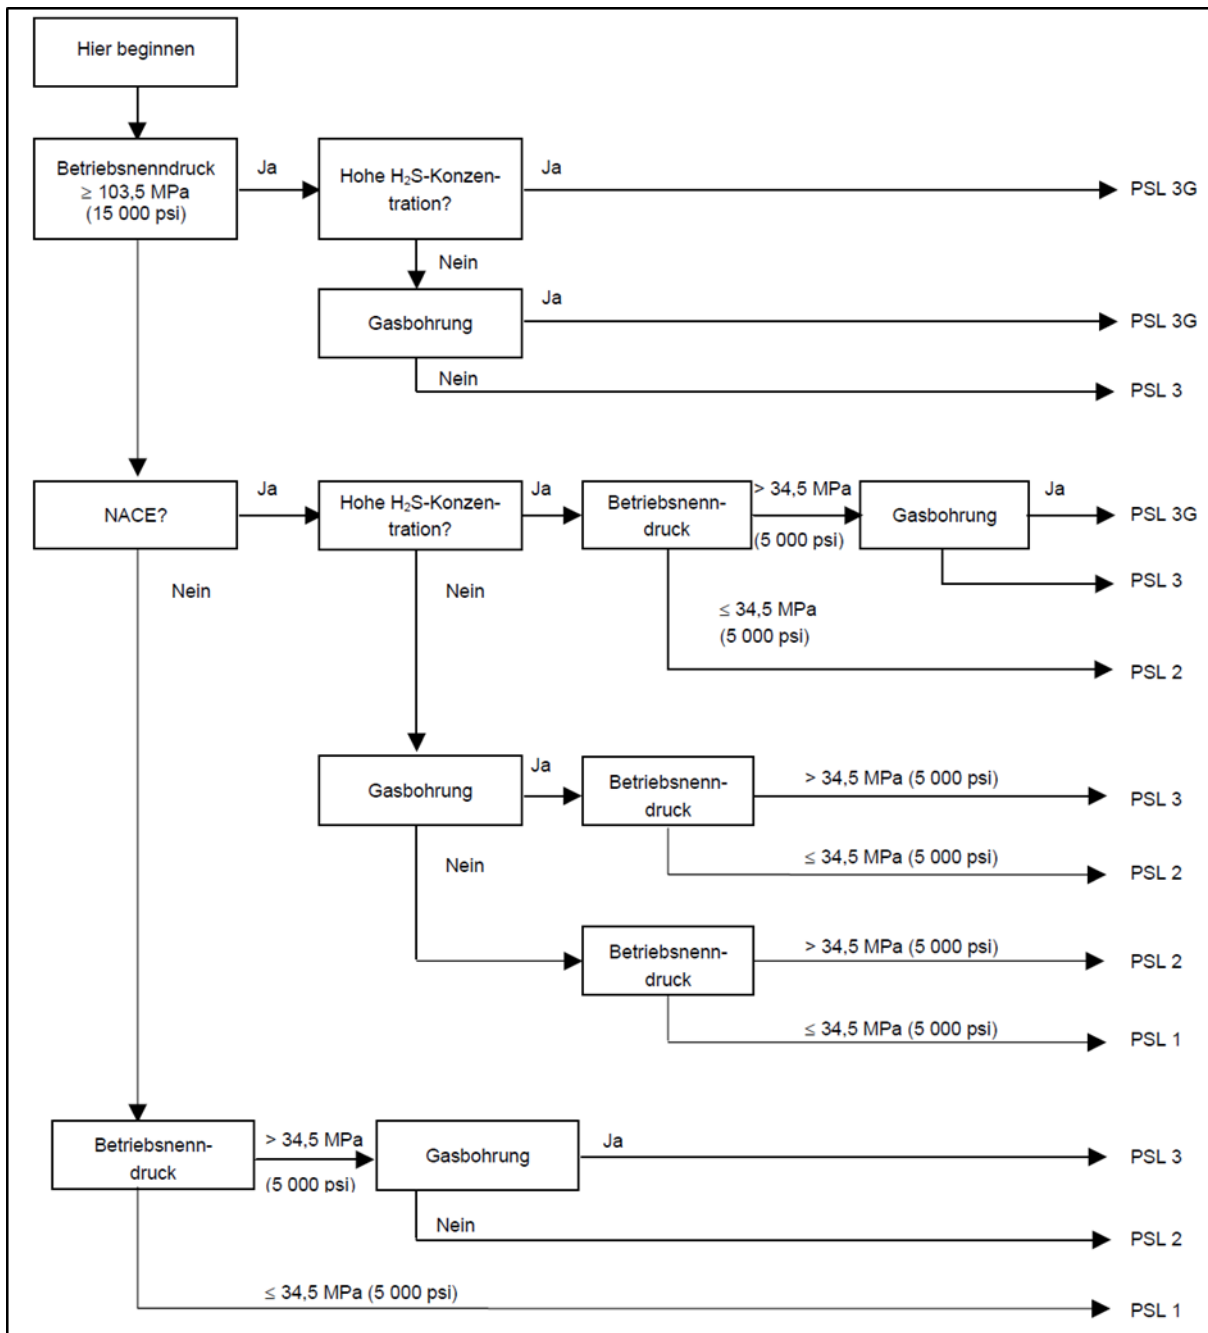 Hier beginnen
Betriebsnenndruck
≥ 103,5 MPa
(15 000 psi)
Ja
Hohe H₂S-Konzen-
tration?
Ja
PSL 3G
Nein
Gasbohrung
Ja
PSL 3G
Nein
PSL 3
NACE?
Ja
Hohe H₂S-Konzen-
tration?
Ja
Betriebsnenn-
druck
> 34,5 MPa
(5 000 psi)
Gasbohrung
Ja
PSL 3G
PSL 3
Nein
Nein
≤ 34,5 MPa
(5 000 psi)
PSL 2
Gasbohrung
Ja
Betriebsnenn-
druck
> 34,5 MPa (5 000 psi)
PSL 3
≤ 34,5 MPa (5 000 psi)
PSL 2
Nein
Betriebsnenn-
druck
> 34,5 MPa (5 000 psi)
PSL 2
≤ 34,5 MPa (5 000 psi)
PSL 1
Betriebsnenn-
druck
> 34,5 MPa
(5 000 psi)
Gasbohrung
Ja
PSL 3
Nein
PSL 2
≤ 34,5 MPa (5 000 psi)
PSL 1